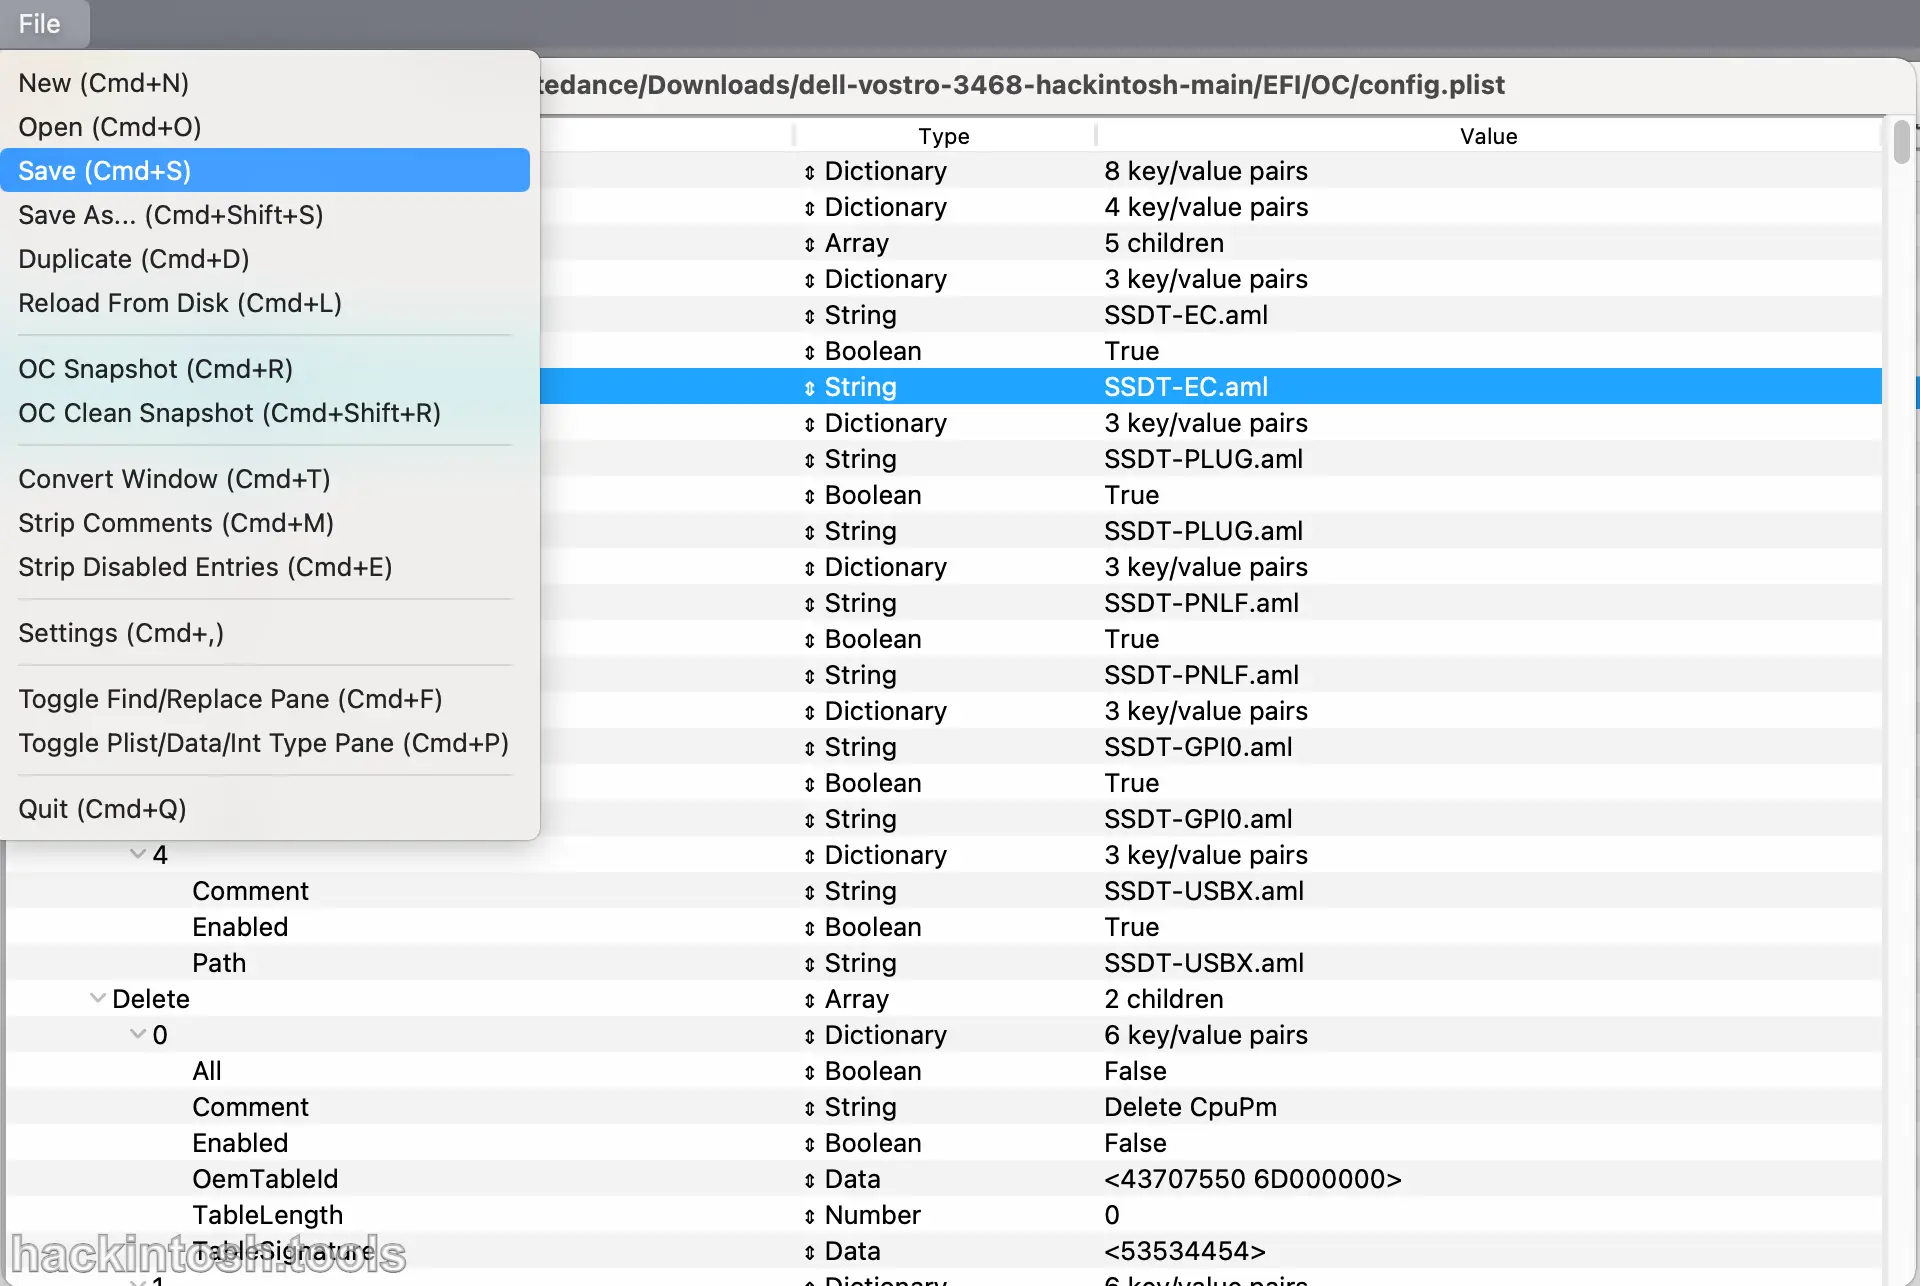 File
New (Cmd+N)
Open (Cmd+O)
Save (Cmd+S)
Save As... (Cmd+Shift+S)
Duplicate (Cmd+D)
Reload From Disk (Cmd+L)
OC Snapshot (Cmd+R)
OC Clean Snapshot (Cmd+Shift+R)
Convert Window (Cmd+T)
Strip Comments (Cmd+M)
Strip Disabled Entries (Cmd+E)
Settings (Cmd+,)
Toggle Find/Replace Pane (Cmd+F)
Toggle Plist/Data/Int Type Pane (Cmd+P)
Quit (Cmd+Q)
tedance/Downloads/dell-vostro-3468-hackintosh-main/EFI/OC/config.plist
Type Value
Dictionary 8 key/value pairs
Dictionary 4 key/value pairs
Array 5 children
Dictionary 3 key/value pairs
String SSDT-EC.aml
Boolean True
String SSDT-EC.aml
Dictionary 3 key/value pairs
String SSDT-PLUG.aml
Boolean True
String SSDT-PLUG.aml
Dictionary 3 key/value pairs
String SSDT-PNLF.aml
Boolean True
String SSDT-PNLF.aml
Dictionary 3 key/value pairs
String SSDT-GPI0.aml
Boolean True
String SSDT-GPI0.aml
4 Dictionary 3 key/value pairs
Comment String SSDT-USBX.aml
Enabled Boolean True
Path String SSDT-USBX.aml
Delete Array 2 children
0 Dictionary 6 key/value pairs
All Boolean False
Comment String Delete CpuPm
Enabled Boolean False
OemTableId Data <43707550 6D000000>
TableLength Number 0
TableSignature Data <53534454>
1 Dictionary 6 key/value pairs
hackintosh.tools